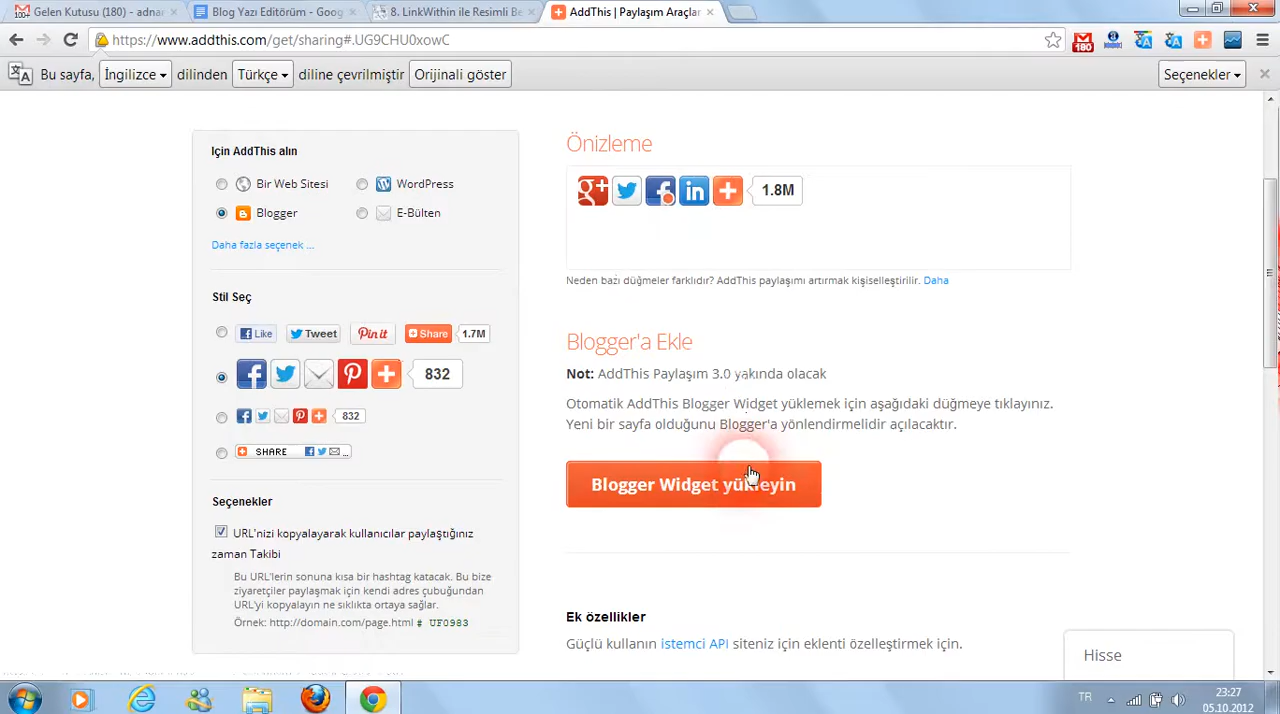 Gelen Kutusu (180) - adnan
Blog Yazı Editörüm - Goog
8. LinkWithin ile Resimli Be
AddThis | Paylaşım Araçlar
https://www.addthis.com/get/sharing#.UG9CHU0xowC
180
Bu sayfa, İngilizce dilinden Türkçe diline çevrilmiştir Orijinali göster Seçenekler
Için AddThis alın
Bir Web Sitesi WordPress
Blogger E-Bülten
Daha fazla seçenek ...
Stil Seç
Like Tweet Pin it Share 1.7M
832
832
SHARE ...
Seçenekler
URL'nizi kopyalayarak kullanıcılar paylaştığınız
zaman Takibi
Bu URL'lerin sonuna kısa bir hashtag katacak. Bu bize
ziyaretçiler paylaşmak için kendi adres çubuğundan
URL'yi kopyalayın ne sıklıkta ortaya sağlar.
Örnek: http://domain.com/page.html # UF0983
Önizleme
1.8M
Neden bazı düğmeler farklıdır? AddThis paylaşımı artırmak kişiselleştirilir. Daha
Blogger'a Ekle
Not: AddThis Paylaşım 3.0 yakında olacak
Otomatik AddThis Blogger Widget yüklemek için aşağıdaki düğmeye tıklayınız.
Yeni bir sayfa olduğunu Blogger'a yönlendirmelidir açılacaktır.
Blogger Widget yükleyin
Ek özellikler
Güçlü kullanın istemci API siteniz için eklenti özelleştirmek için.
Hisse
TR
23:27
05.10.2012